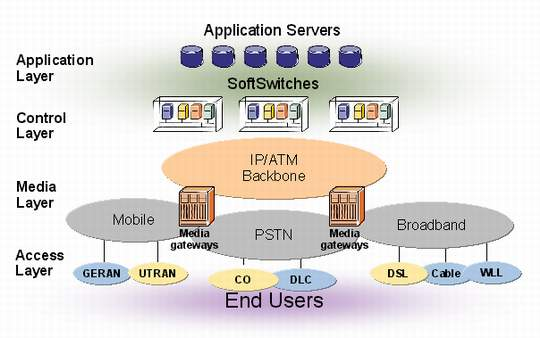 Application Servers
Application
Layer
SoftSwitches
Control
Layer
IP/ATM
Backbone
Media
Layer
Mobile
Media
gateways
PSTN
Media
gateways
Broadband
Access
Layer
GERAN
UTRAN
CO
DLC
DSL
Cable
WLL
End Users